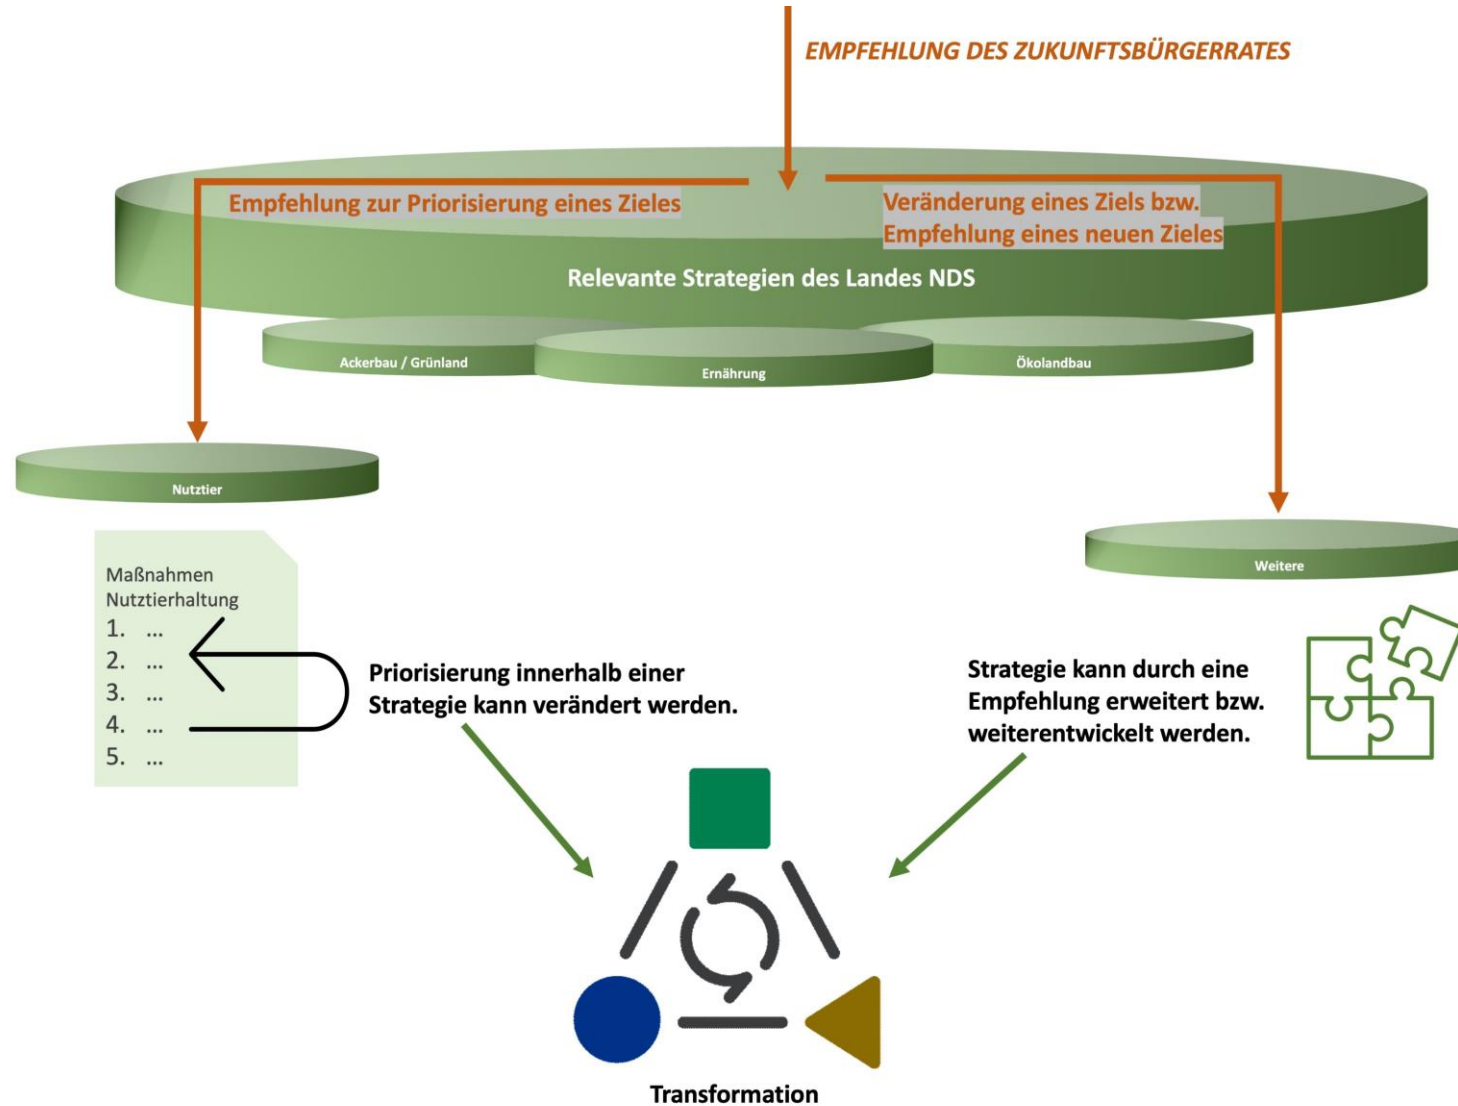 EMPFEHLUNG DES ZUKUNFTSBÜRGERRATES
Empfehlung zur Priorisierung eines Zieles
Veränderung eines Ziels bzw.
Empfehlung eines neuen Zieles
Relevante Strategien des Landes NDS
Ackerbau / Grünland
Ernährung
Ökolandbau
Nutztier
Weitere
Maßnahmen
Nutztierhaltung
1. ...
2. ...
3. ...
4. ...
5. ...
Priorisierung innerhalb einer
Strategie kann verändert werden.
Strategie kann durch eine
Empfehlung erweitert bzw.
weiterentwickelt werden.
Transformation